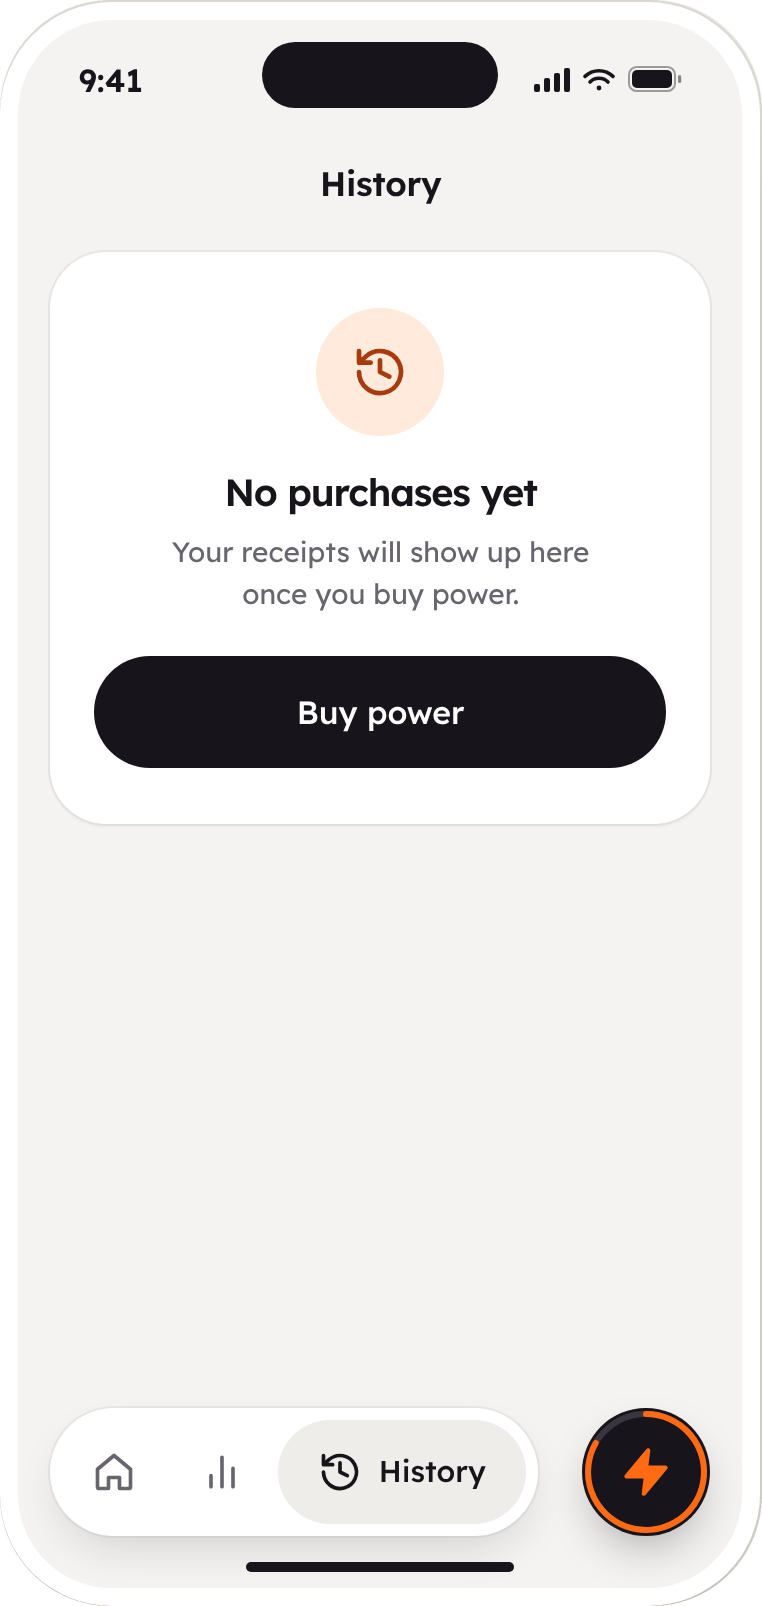 9:41
History
No purchases yet
Your receipts will show up here
once you buy power.
Buy power
History